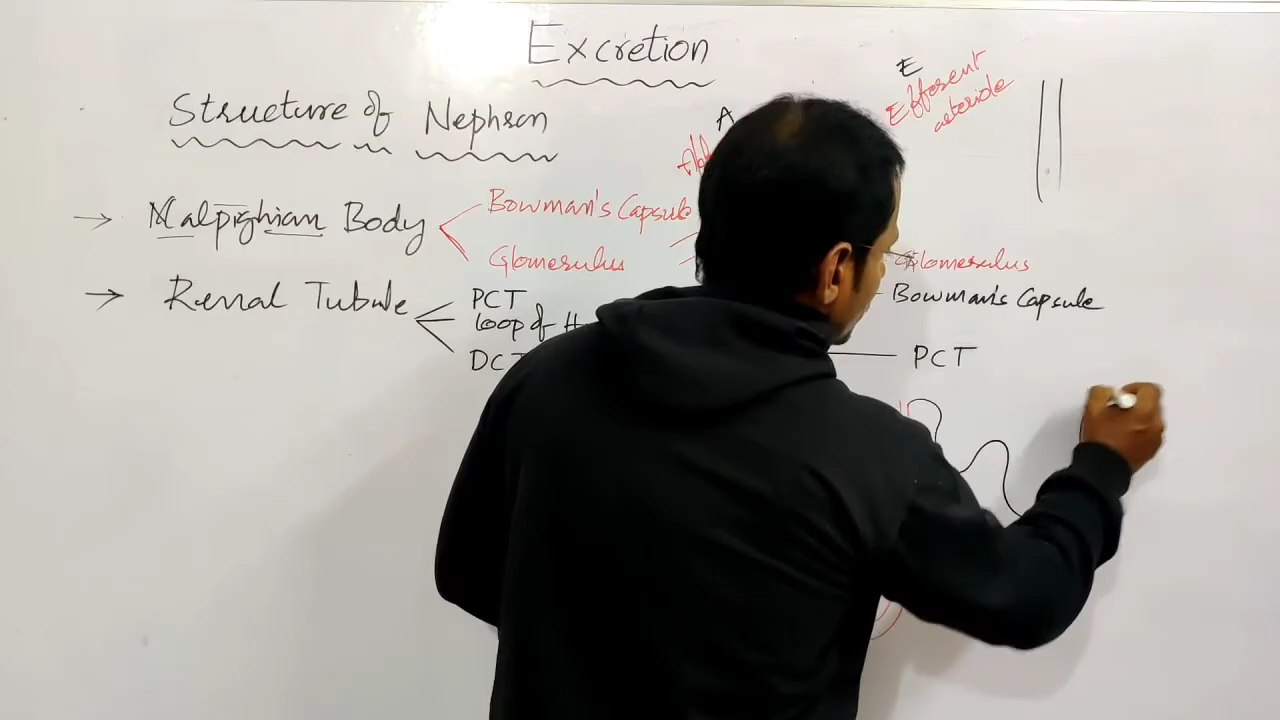 Excretion
Structure of Nephron
→ Malpighian Body
Bowman's Capsule
Glomerulus
→ Renal Tubule
PCT
loop of H
DCT
A
E
Efferent
arteriole
Glomerulus
Bowman's Capsule
PCT